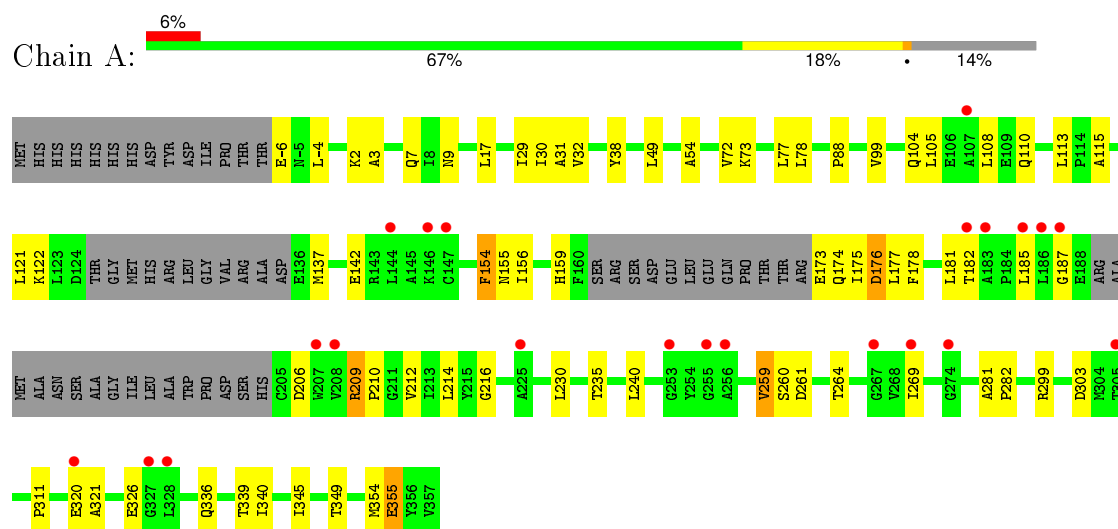 6%
Chain A:
67% 18% • 14%
MET HIS HIS HIS HIS HIS HIS ASP TYR ASP ILE PRO THR THR E-6 N-5 L-4 K2 A3 Q7 I8 N9 L17 I29 I30 A31 V32 Y38 L49 A54 V72 K73 L77 L78 P88 V99 Q104 L105 E106 A107 L108 E109 Q110 L113 P114 A115
L121 K122 L123 D124 THR GLY MET HIS ARG LEU GLY VAL ARG ALA ASP E136 M137 E142 R143 L144 A145 K146 C147 F154 N155 I156 H159 F160 SER ARG SER ASP GLU LEU GLU GLN PRO THR THR ARG E173 Q174 I175 D176 L177 F178 L181 T182 A183 P184 L185 L186 G187 E188 ARG ALA
MET ALA ASN SER ALA GLY ILE LEU ALA TRP PRO ASP SER HIS C205 D206 W207 V208 R209 P210 G211 V212 I213 L214 Y215 G216 A225 L230 T235 L240 G253 Y254 G255 A256 V259 S260 D261 T264 G267 V268 I269 G274 A281 P282 R299 D303 M304 T305
P311 E320 A321 E326 G327 L328 Q336 T339 I340 I345 T349 M354 E355 Y356 V357